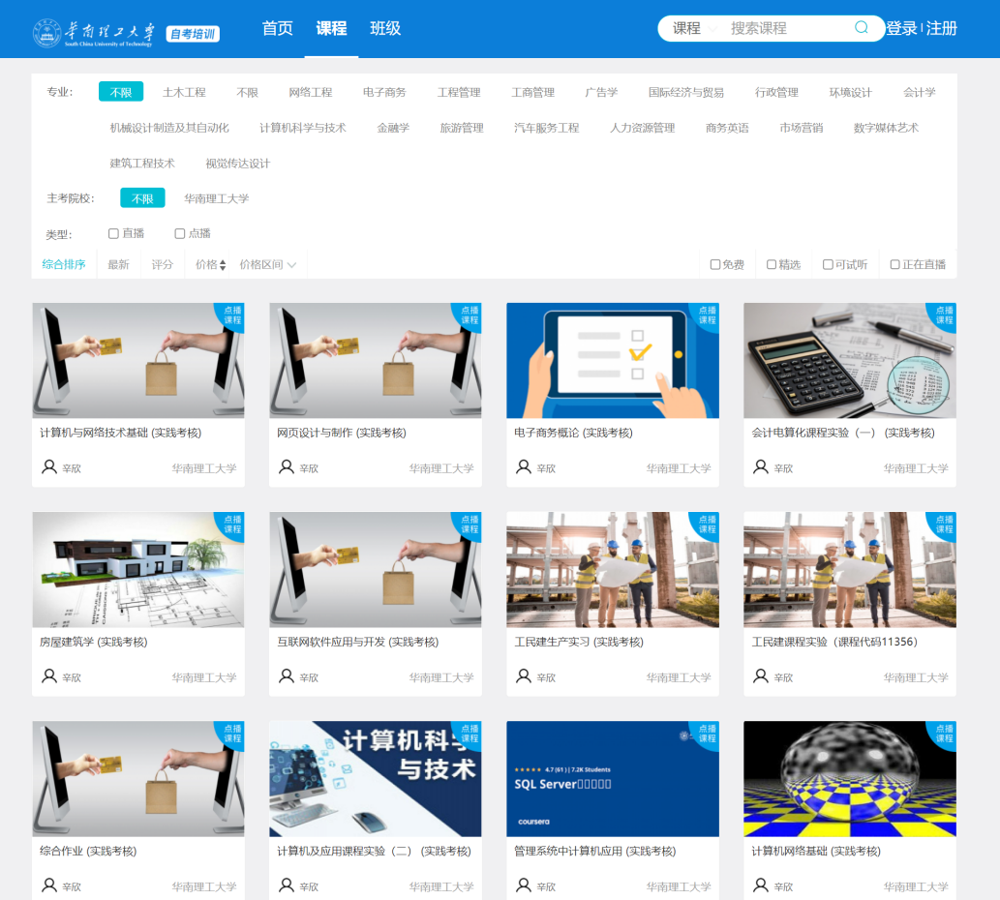 華南理工大學 自考培训 首页 课程 班级 课程 搜索课程 登录 注册
South China University of Technology
专业： 不限 土木工程 不限 网络工程 电子商务 工程管理 工商管理 广告学 国际经济与贸易 行政管理 环境设计 会计学
机械设计制造及其自动化 计算机科学与技术 金融学 旅游管理 汽车服务工程 人力资源管理 商务英语 市场营销 数字媒体艺术
建筑工程技术 视觉传达设计
主考院校： 不限 华南理工大学
类型： 直播 点播
综合排序 最新 评分 价格 价格区间 免费 精选 可试听 正在直播
点播 点播 点播 点播
课程 课程 课程 课程
计算机与网络技术基础 (实践考核) 网页设计与制作 (实践考核) 电子商务概论 (实践考核) 会计电算化课程实验（一） (实践考核)
辛欣 华南理工大学 辛欣 华南理工大学 辛欣 华南理工大学 辛欣 华南理工大学
点播 点播 点播 点播
课程 课程 课程 课程
房屋建筑学 (实践考核) 互联网软件应用与开发 (实践考核) 工民建生产实习 (实践考核) 工民建课程实验（课程代码11356）
辛欣 华南理工大学 辛欣 华南理工大学 辛欣 华南理工大学 辛欣 华南理工大学
点播 点播 点播 点播
课程 课程 课程 课程
计算机科
与技术
4.7 (61) | 7.2K Students
SQL Server
coursera
综合作业 (实践考核) 计算机及应用课程实验（二） (实践考核) 管理系统中计算机应用 (实践考核) 计算机网络基础 (实践考核)
辛欣 华南理工大学 辛欣 华南理工大学 辛欣 华南理工大学 辛欣 华南理工大学